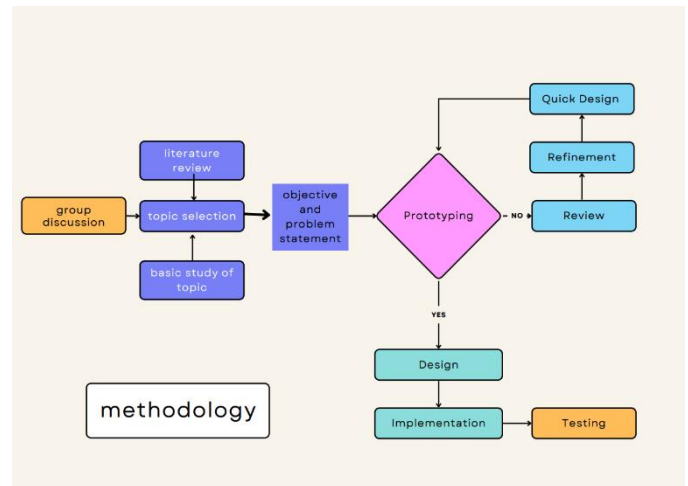 group
discussion
literature
review
topic selection
basic study of
topic
objective
and
problem
statement
Prototyping
NO
Review
Refinement
Quick Design
YES
Design
Implementation
Testing
methodology